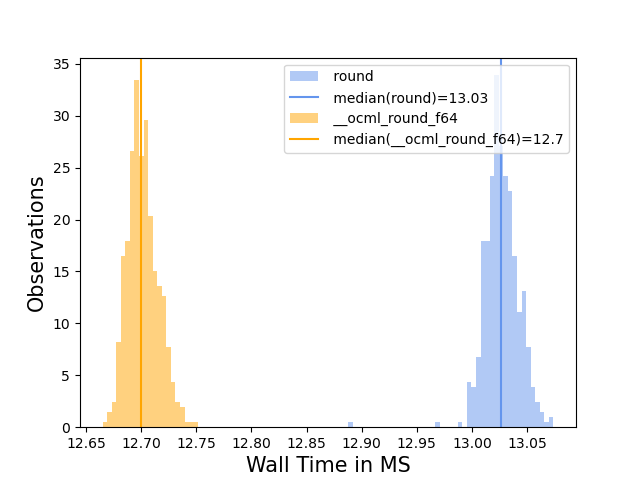 35
30
25
20
15
10
5
0
Observations
round
median(round)=13.03
__ocml_round_f64
median(__ocml_round_f64)=12.7
12.65 12.70 12.75 12.80 12.85 12.90 12.95 13.00 13.05
Wall Time in MS